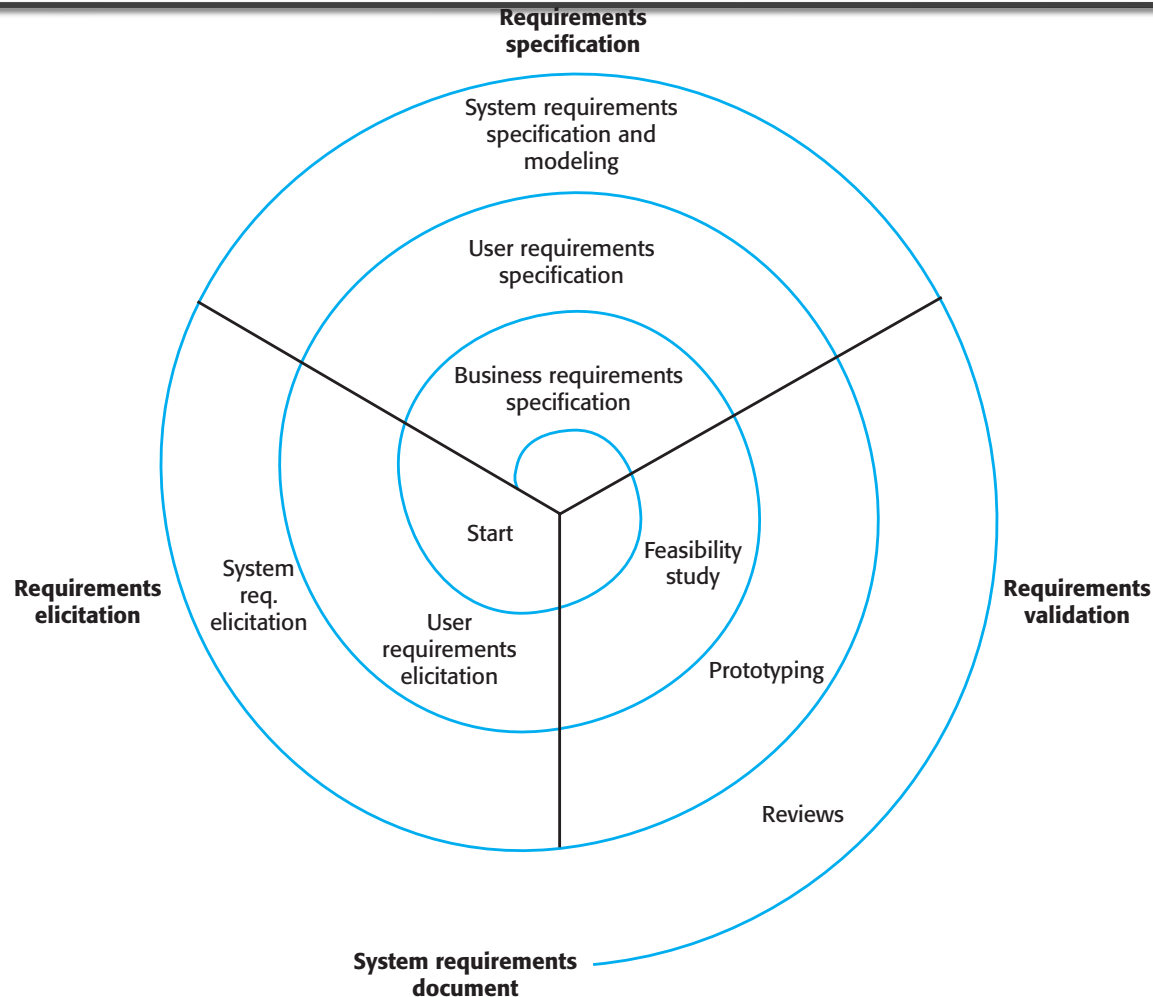 Requirements
specification
System requirements
specification and
modeling
User requirements
specification
Business requirements
specification
Start
Feasibility
study
System
req.
elicitation
Requirements
elicitation
Requirements
validation
User
requirements
elicitation
Prototyping
Reviews
System requirements
document